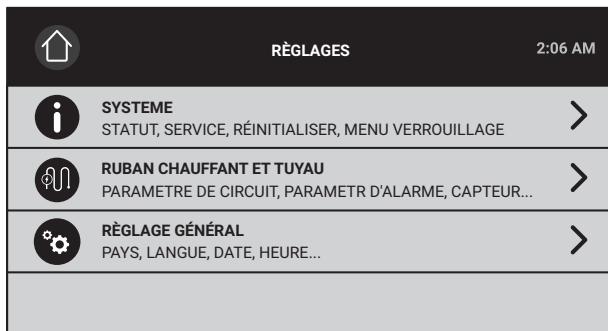 RÈGLAGES
2:06 AM
SYSTEME
STATUT, SERVICE, RÉINITIALISER, MENU VERROUILLAGE
RUBAN CHAUFFANT ET TUYAU
PARAMETRE DE CIRCUIT, PARAMETR D'ALARME, CAPTEUR...
RÈGLAGE GÉNÉRAL
PAYS, LANGUE, DATE, HEURE...